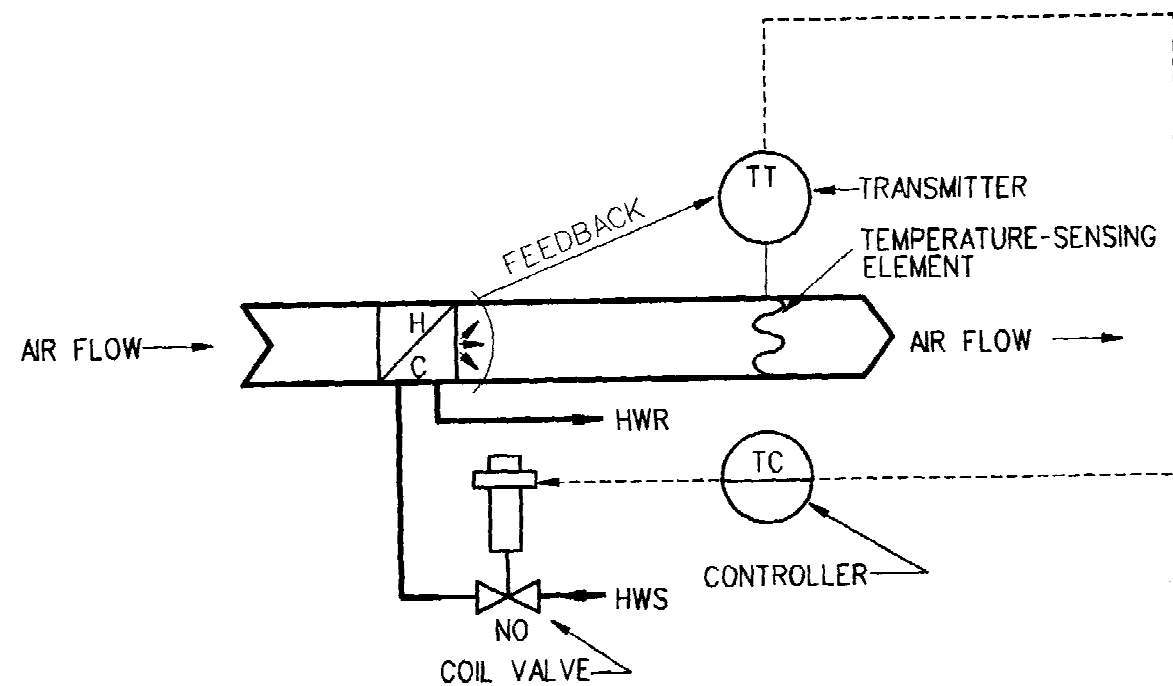 TT
TRANSMITTER
FEEDBACK
TEMPERATURE-SENSING
ELEMENT
H
C
AIR FLOW
AIR FLOW
HWR
TC
CONTROLLER
HWS
NO
COIL VALVE